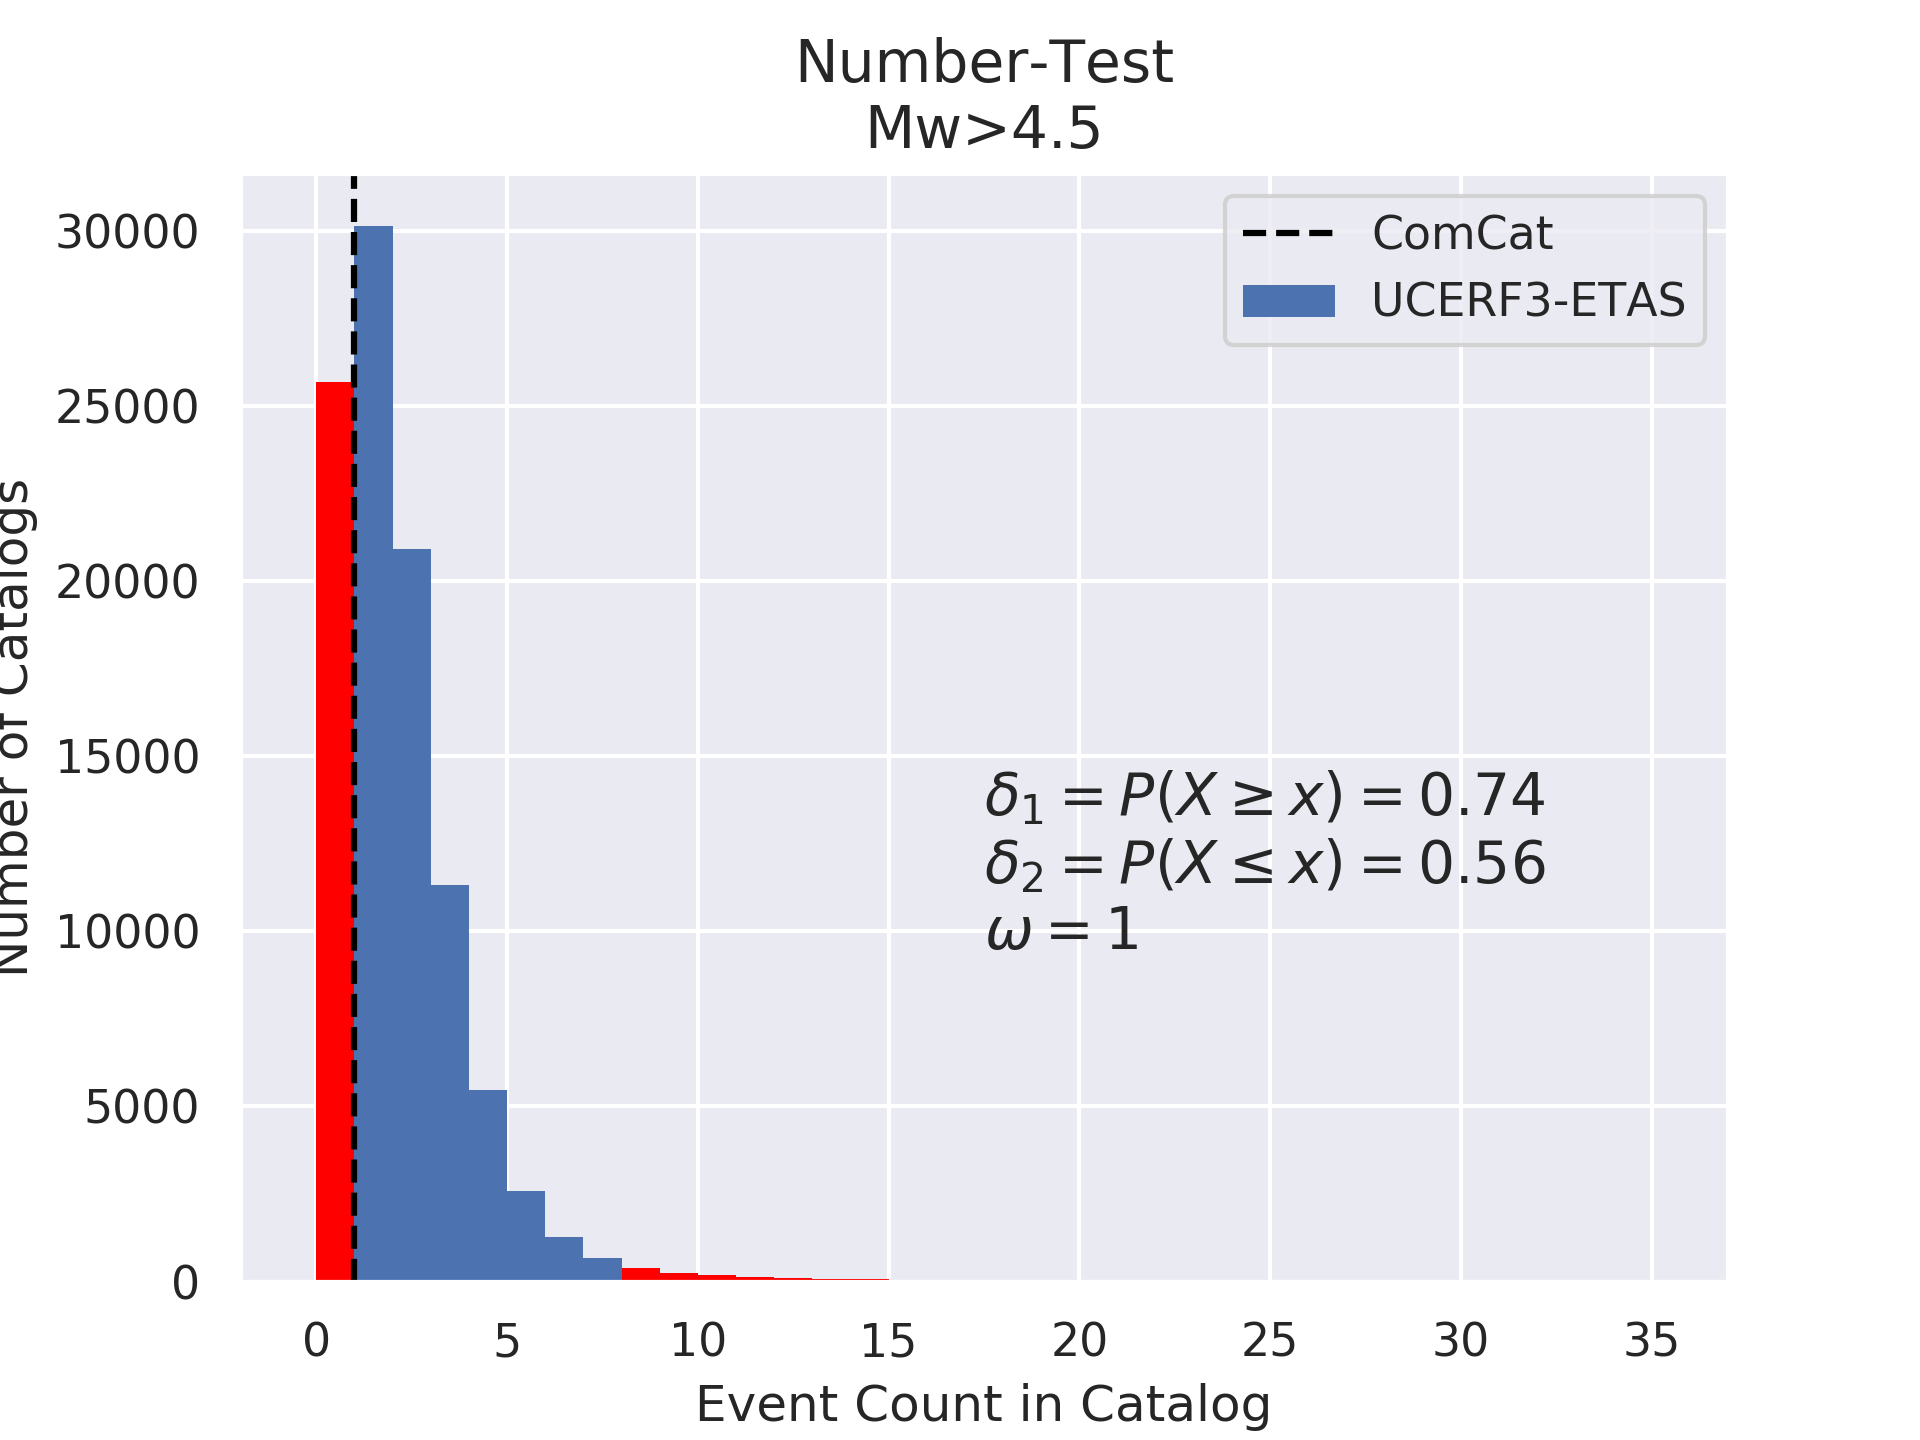 Number-Test
Mw>4.5
ComCat
UCERF3-ETAS
30000
25000
20000
15000
10000
5000
0
Number of Catalogs
δ₁ = P(X ≥ x) = 0.74
δ₂ = P(X ≤ x) = 0.56
ω = 1
0 5 10 15 20 25 30 35
Event Count in Catalog